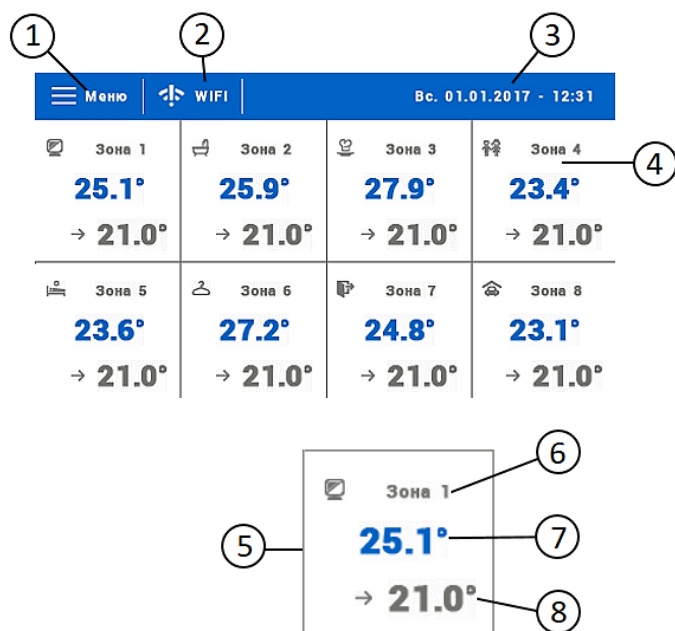 1 2 3
Меню WIFI Вс. 01.01.2017 - 12:31
Зона 1 Зона 2 Зона 3 Зона 4
4
25.1° 25.9° 27.9° 23.4°
→ 21.0° → 21.0° → 21.0° → 21.0°
Зона 5 Зона 6 Зона 7 Зона 8
23.6° 27.2° 24.8° 23.1°
→ 21.0° → 21.0° → 21.0° → 21.0°
6
Зона 1
5 25.1° 7
→ 21.0° 8